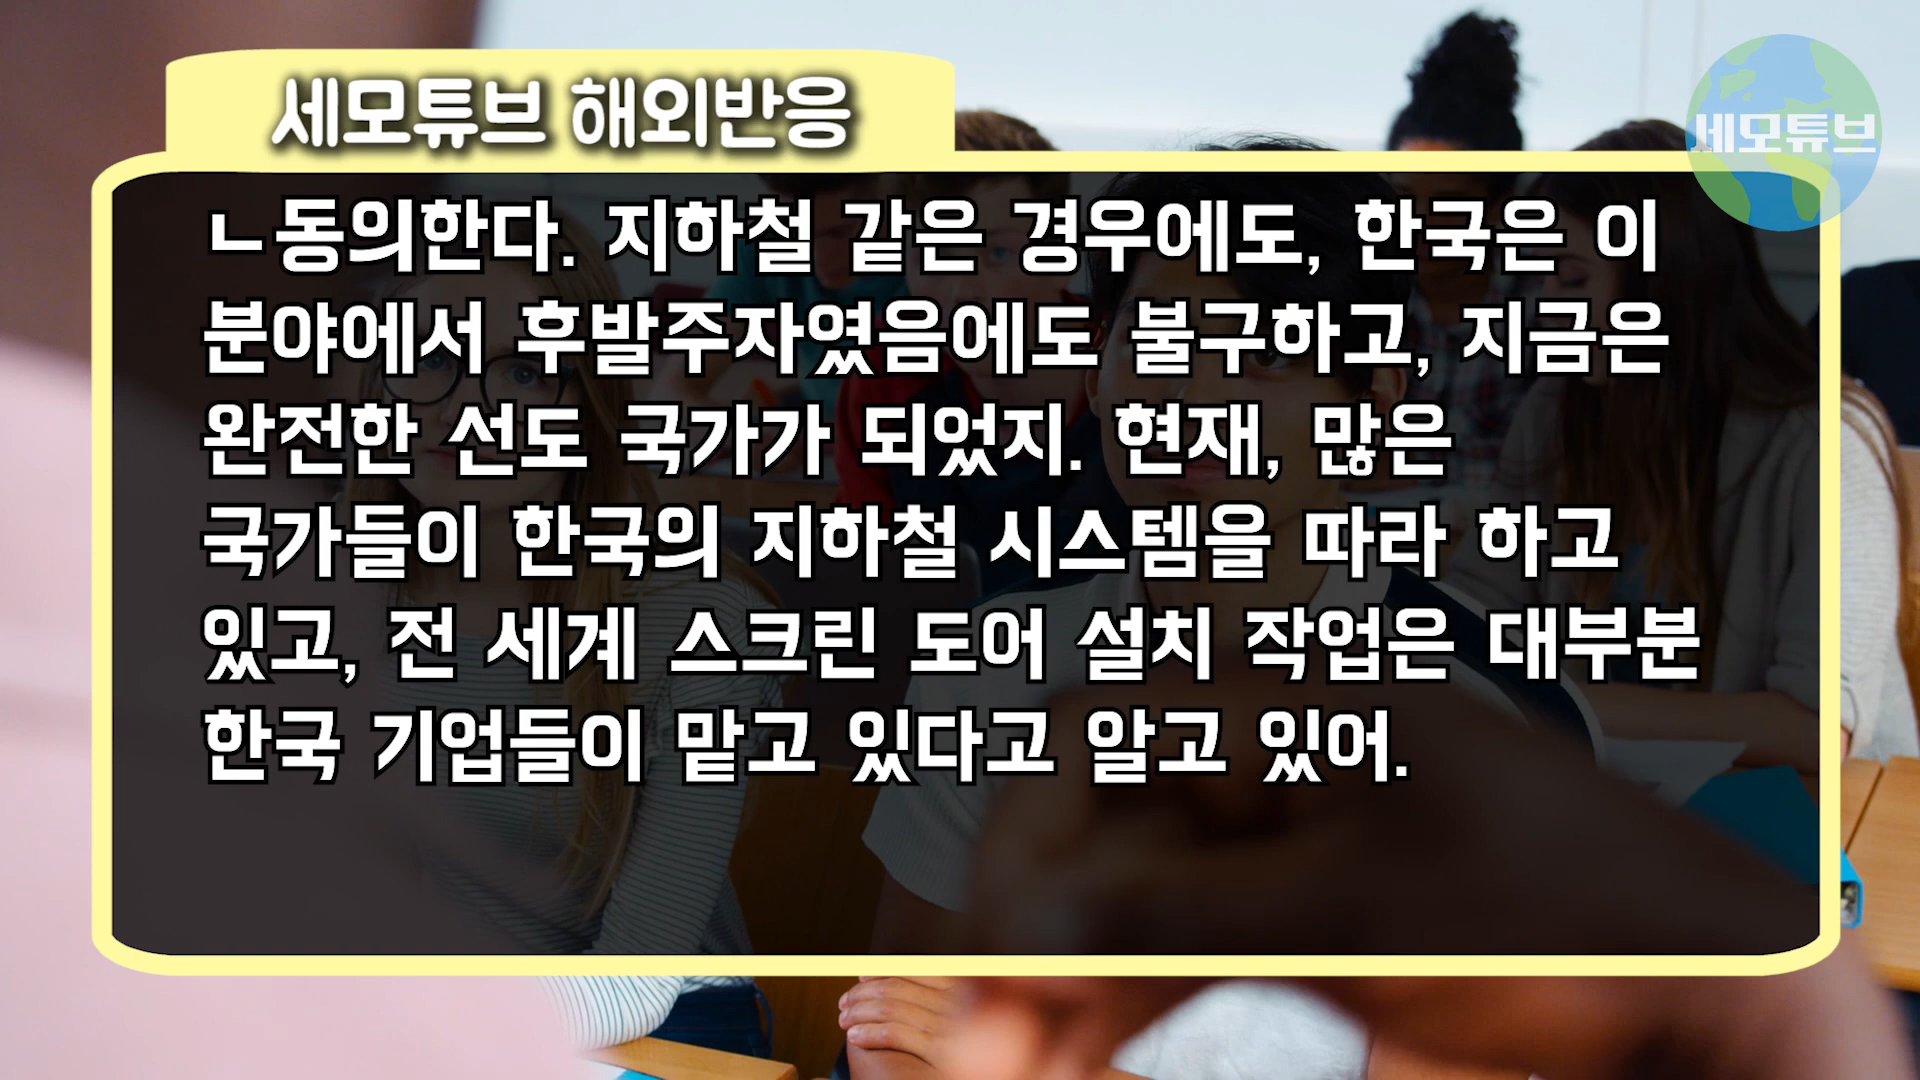 세모튜브 해외반응
세모튜브
ㄴ동의한다. 지하철 같은 경우에도, 한국은 이
분야에서 후발주자였음에도 불구하고, 지금은
완전한 선도 국가가 되었지. 현재, 많은
국가들이 한국의 지하철 시스템을 따라 하고
있고, 전 세계 스크린 도어 설치 작업은 대부분
한국 기업들이 맡고 있다고 알고 있어.